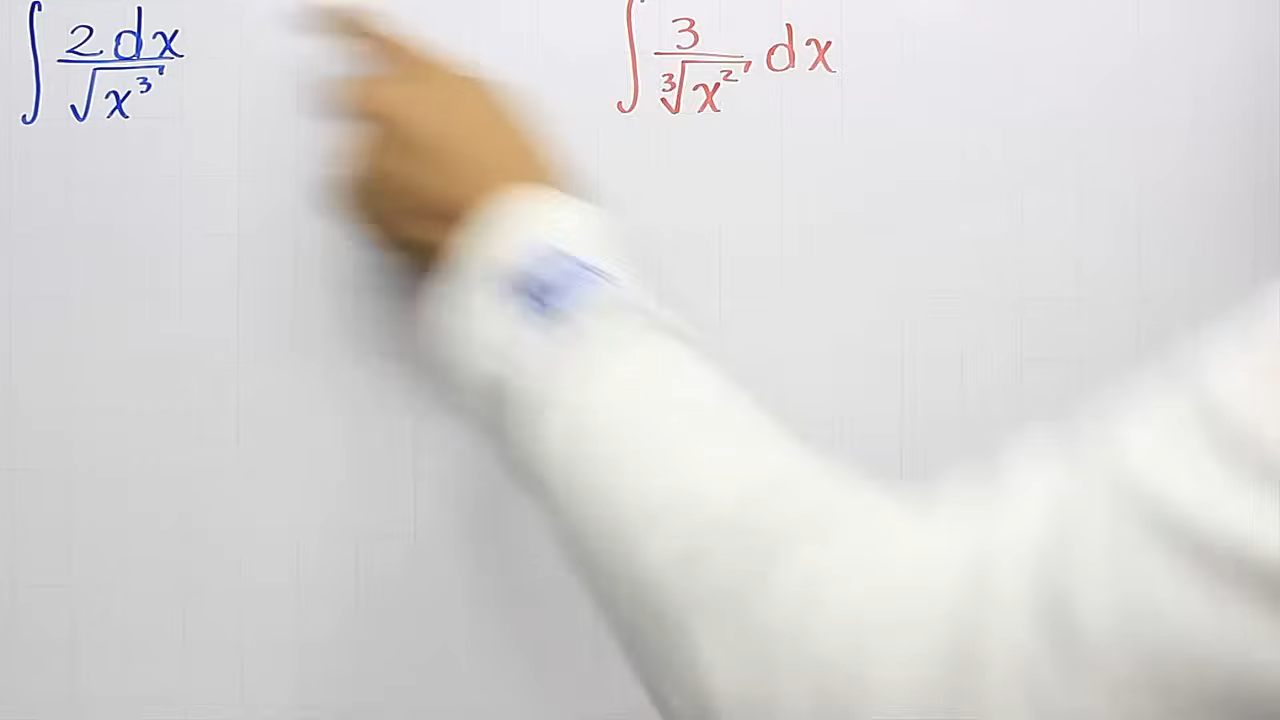 ∫ 2dx/√x³
∫ 3/∛x² dx